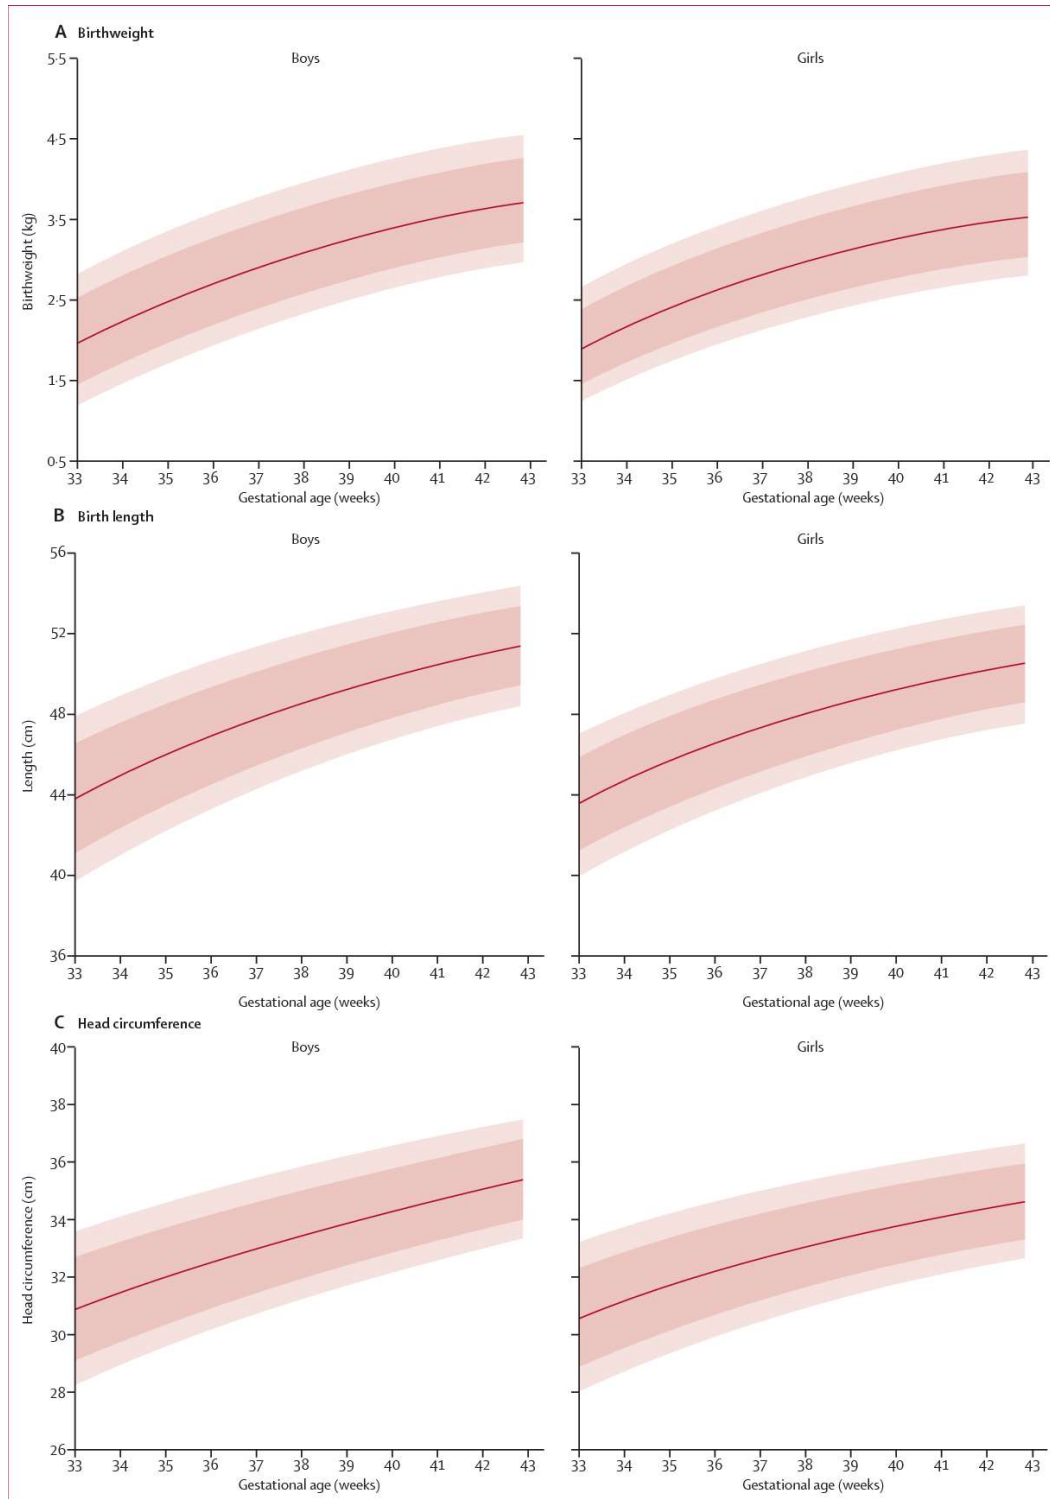 A Birthweight
Boys
Girls
5·5
4·5
3·5
2·5
1·5
0·5
Birthweight (kg)
33 34 35 36 37 38 39 40 41 42 43
33 34 35 36 37 38 39 40 41 42 43
Gestational age (weeks)
Gestational age (weeks)
B Birth length
Boys
Girls
56
52
48
44
40
36
Length (cm)
33 34 35 36 37 38 39 40 41 42 43
33 34 35 36 37 38 39 40 41 42 43
Gestational age (weeks)
Gestational age (weeks)
C Head circumference
Boys
Girls
40
38
36
34
32
30
28
26
Head circumference (cm)
33 34 35 36 37 38 39 40 41 42 43
33 34 35 36 37 38 39 40 41 42 43
Gestational age (weeks)
Gestational age (weeks)